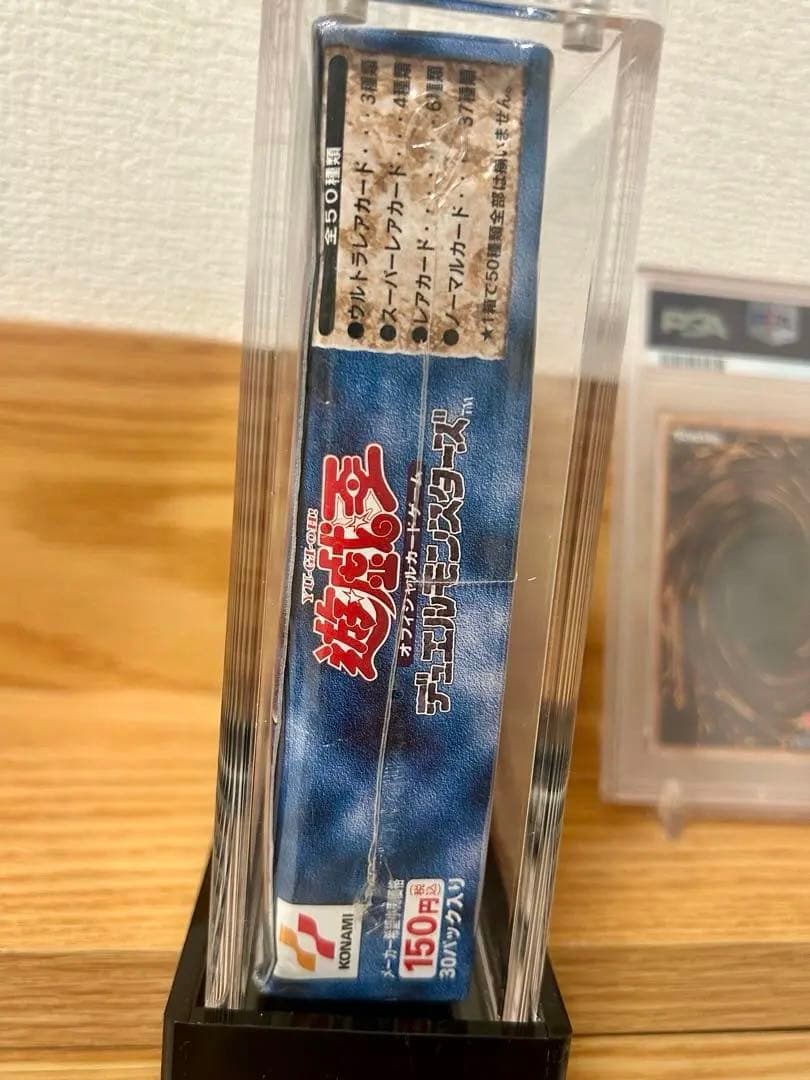 全50種類
●ウルトラレアカード・・・3種類
●スーパーレアカード・・・4種類
●レアカード・・・・・・・6種類
●ノーマルカード・・・37種類
★1箱で50種類全部は揃いません。
YU-GI-OH!
遊戯王
オフィシャルカードゲーム
デュエルモンスターズ™
KONAMI
メーカー希望小売価格
150円(税込)
30パック入り
PSA